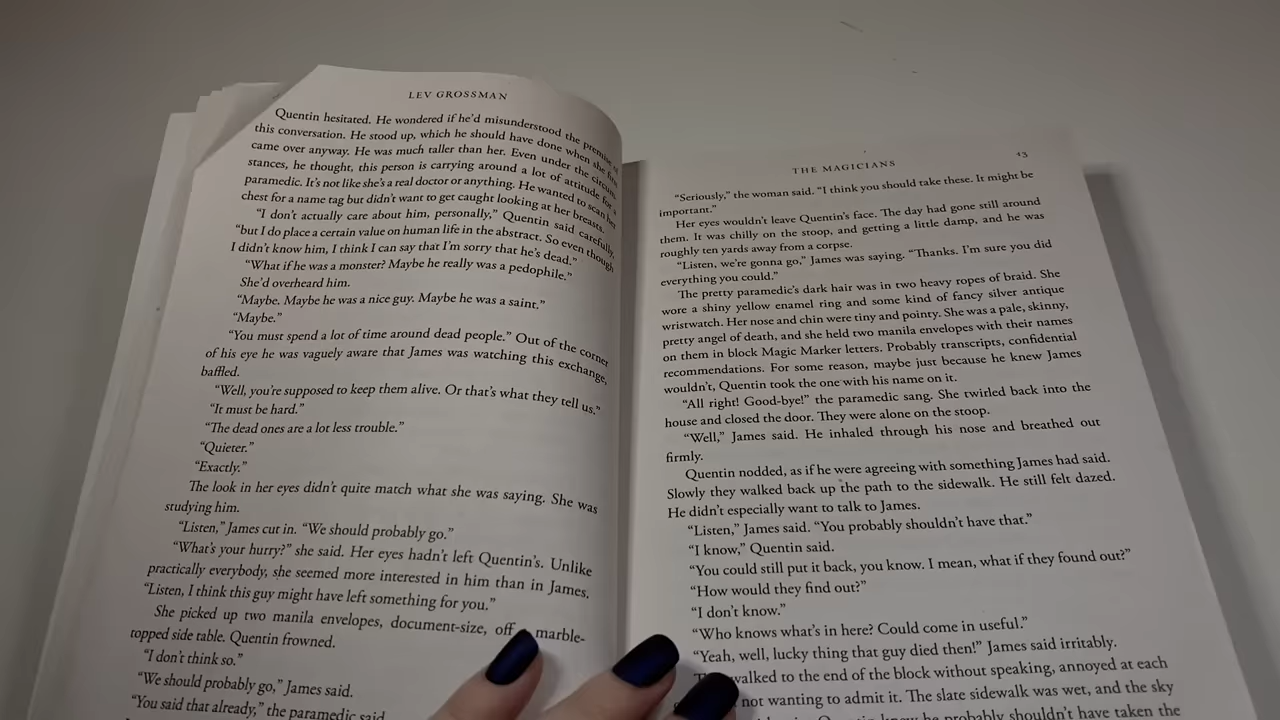 LEV GROSSMAN
Quentin hesitated. He wondered if he’d misunderstood the premise of
this conversation. He stood up, which he should have done when she first
came over anyway. He was much taller than her. Even under the circum-
stances, he thought, this person is carrying around a lot of attitude for a
paramedic. It’s not like she’s a real doctor or anything. He wanted to scan her
chest for a name tag but didn’t want to get caught looking at her breasts.
“I don’t actually care about him, personally,” Quentin said carefully,
“but I do place a certain value on human life in the abstract. So even though
I didn’t know him, I think I can say that I’m sorry that he’s dead.”
“What if he was a monster? Maybe he really was a pedophile.”
She’d overheard him.
“Maybe. Maybe he was a nice guy. Maybe he was a saint.”
“Maybe.”
“You must spend a lot of time around dead people.” Out of the corner
of his eye he was vaguely aware that James was watching this exchange,
baffled.
“Well, you’re supposed to keep them alive. Or that’s what they tell us.”
“It must be hard.”
“The dead ones are a lot less trouble.”
“Quieter.”
“Exactly.”
The look in her eyes didn’t quite match what she was saying. She was
studying him.
“Listen,” James cut in. “We should probably go.”
“What’s your hurry?” she said. Her eyes hadn’t left Quentin’s. Unlike
practically everybody, she seemed more interested in him than in James.
“Listen, I think this guy might have left something for you.”
She picked up two manila envelopes, document-size, off marble-
topped side table. Quentin frowned.
“I don’t think so.”
“We should probably go,” James said.
“You said that already,” the paramedic said.
THE MAGICIANS
43
“Seriously,” the woman said. “I think you should take these. It might be
important.”
Her eyes wouldn’t leave Quentin’s face. The day had gone still around
them. It was chilly on the stoop, and getting a little damp, and he was
roughly ten yards away from a corpse.
“Listen, we’re gonna go,” James was saying. “Thanks. I’m sure you did
everything you could.”
The pretty paramedic’s dark hair was in two heavy ropes of braid. She
wore a shiny yellow enamel ring and some kind of fancy silver antique
wristwatch. Her nose and chin were tiny and pointy. She was a pale, skinny,
pretty angel of death, and she held two manila envelopes with their names
on them in block Magic Marker letters. Probably transcripts, confidential
recommendations. For some reason, maybe just because he knew James
wouldn’t, Quentin took the one with his name on it.
“All right! Good-bye!” the paramedic sang. She twirled back into the
house and closed the door. They were alone on the stoop.
“Well,” James said. He inhaled through his nose and breathed out
firmly.
Quentin nodded, as if he were agreeing with something James had said.
Slowly they walked back up the path to the sidewalk. He still felt dazed.
He didn’t especially want to talk to James.
“Listen,” James said. “You probably shouldn’t have that.”
“I know,” Quentin said.
“You could still put it back, you know. I mean, what if they found out?”
“How would they find out?”
“I don’t know.”
“Who knows what’s in here? Could come in useful.”
“Yeah, well, lucky thing that guy died then!” James said irritably.
walked to the end of the block without speaking, annoyed at each
not wanting to admit it. The slate sidewalk was wet, and the sky
he probably shouldn’t have taken the